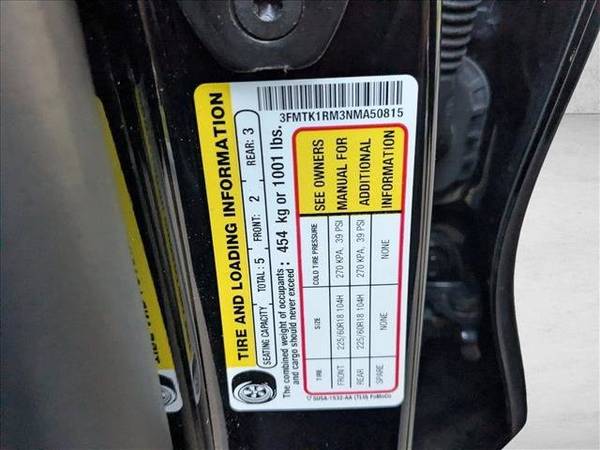 3FMTK1RM3NMA50815
TIRE AND LOADING INFORMATION
SEATING CAPACITY TOTAL: 5 FRONT: 2 REAR: 3
The combined weight of occupants and cargo should never exceed: 454 kg or 1001 lbs.
TIRE SIZE COLD TIRE PRESSURE
FRONT 225/60R18 104H 270 KPA, 39 PSI
REAR 225/60R18 104H 270 KPA, 39 PSI
SPARE NONE NONE
SEE OWNERS
MANUAL FOR
ADDITIONAL
INFORMATION